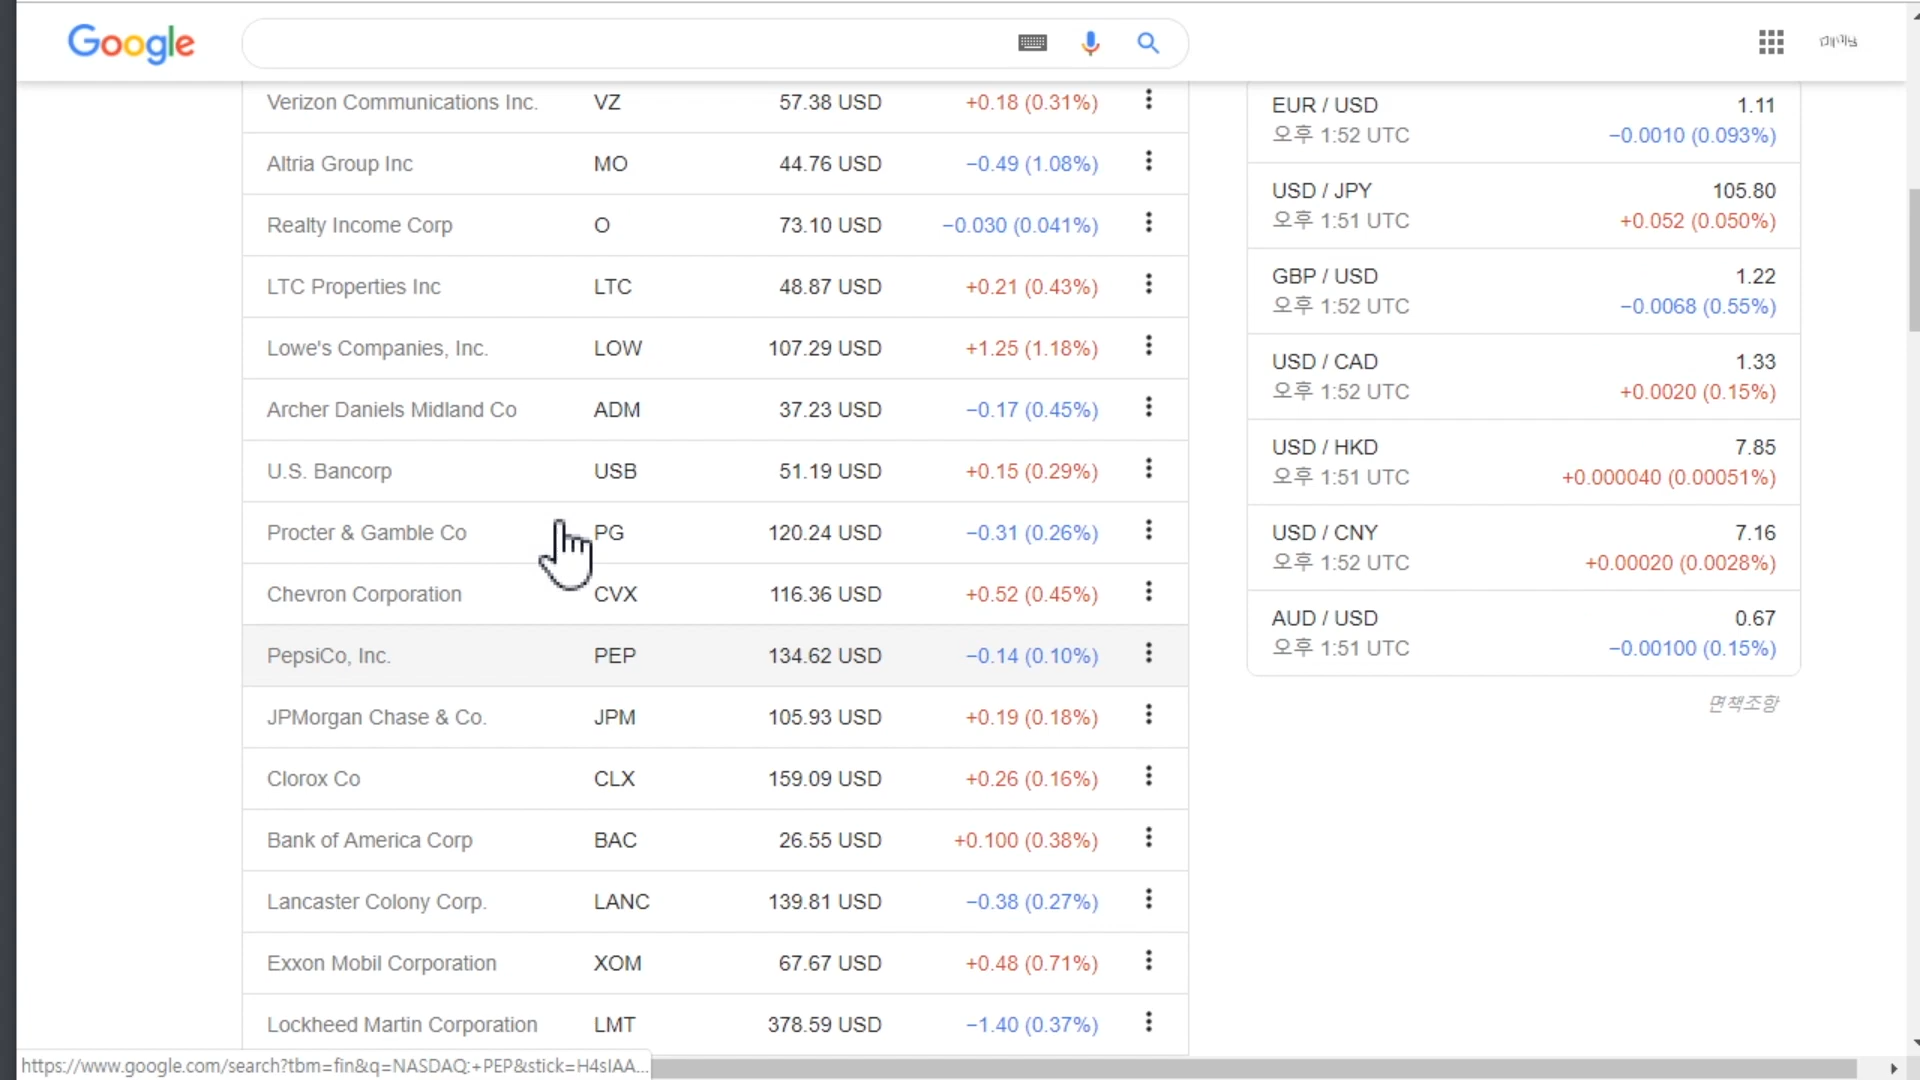 Google
Verizon Communications Inc. VZ 57.38 USD +0.18 (0.31%)
Altria Group Inc MO 44.76 USD −0.49 (1.08%)
Realty Income Corp O 73.10 USD −0.030 (0.041%)
LTC Properties Inc LTC 48.87 USD +0.21 (0.43%)
Lowe's Companies, Inc. LOW 107.29 USD +1.25 (1.18%)
Archer Daniels Midland Co ADM 37.23 USD −0.17 (0.45%)
U.S. Bancorp USB 51.19 USD +0.15 (0.29%)
Procter & Gamble Co PG 120.24 USD −0.31 (0.26%)
Chevron Corporation CVX 116.36 USD +0.52 (0.45%)
PepsiCo, Inc. PEP 134.62 USD −0.14 (0.10%)
JPMorgan Chase & Co. JPM 105.93 USD +0.19 (0.18%)
Clorox Co CLX 159.09 USD +0.26 (0.16%)
Bank of America Corp BAC 26.55 USD +0.100 (0.38%)
Lancaster Colony Corp. LANC 139.81 USD −0.38 (0.27%)
Exxon Mobil Corporation XOM 67.67 USD +0.48 (0.71%)
Lockheed Martin Corporation LMT 378.59 USD −1.40 (0.37%)
EUR / USD 1.11
오후 1:52 UTC −0.0010 (0.093%)
USD / JPY 105.80
오후 1:51 UTC +0.052 (0.050%)
GBP / USD 1.22
오후 1:52 UTC −0.0068 (0.55%)
USD / CAD 1.33
오후 1:52 UTC +0.0020 (0.15%)
USD / HKD 7.85
오후 1:51 UTC +0.000040 (0.00051%)
USD / CNY 7.16
오후 1:52 UTC +0.00020 (0.0028%)
AUD / USD 0.67
오후 1:51 UTC −0.00100 (0.15%)
면책조항
https://www.google.com/search?tbm=fin&q=NASDAQ:+PEP&stick=H4sIAA...